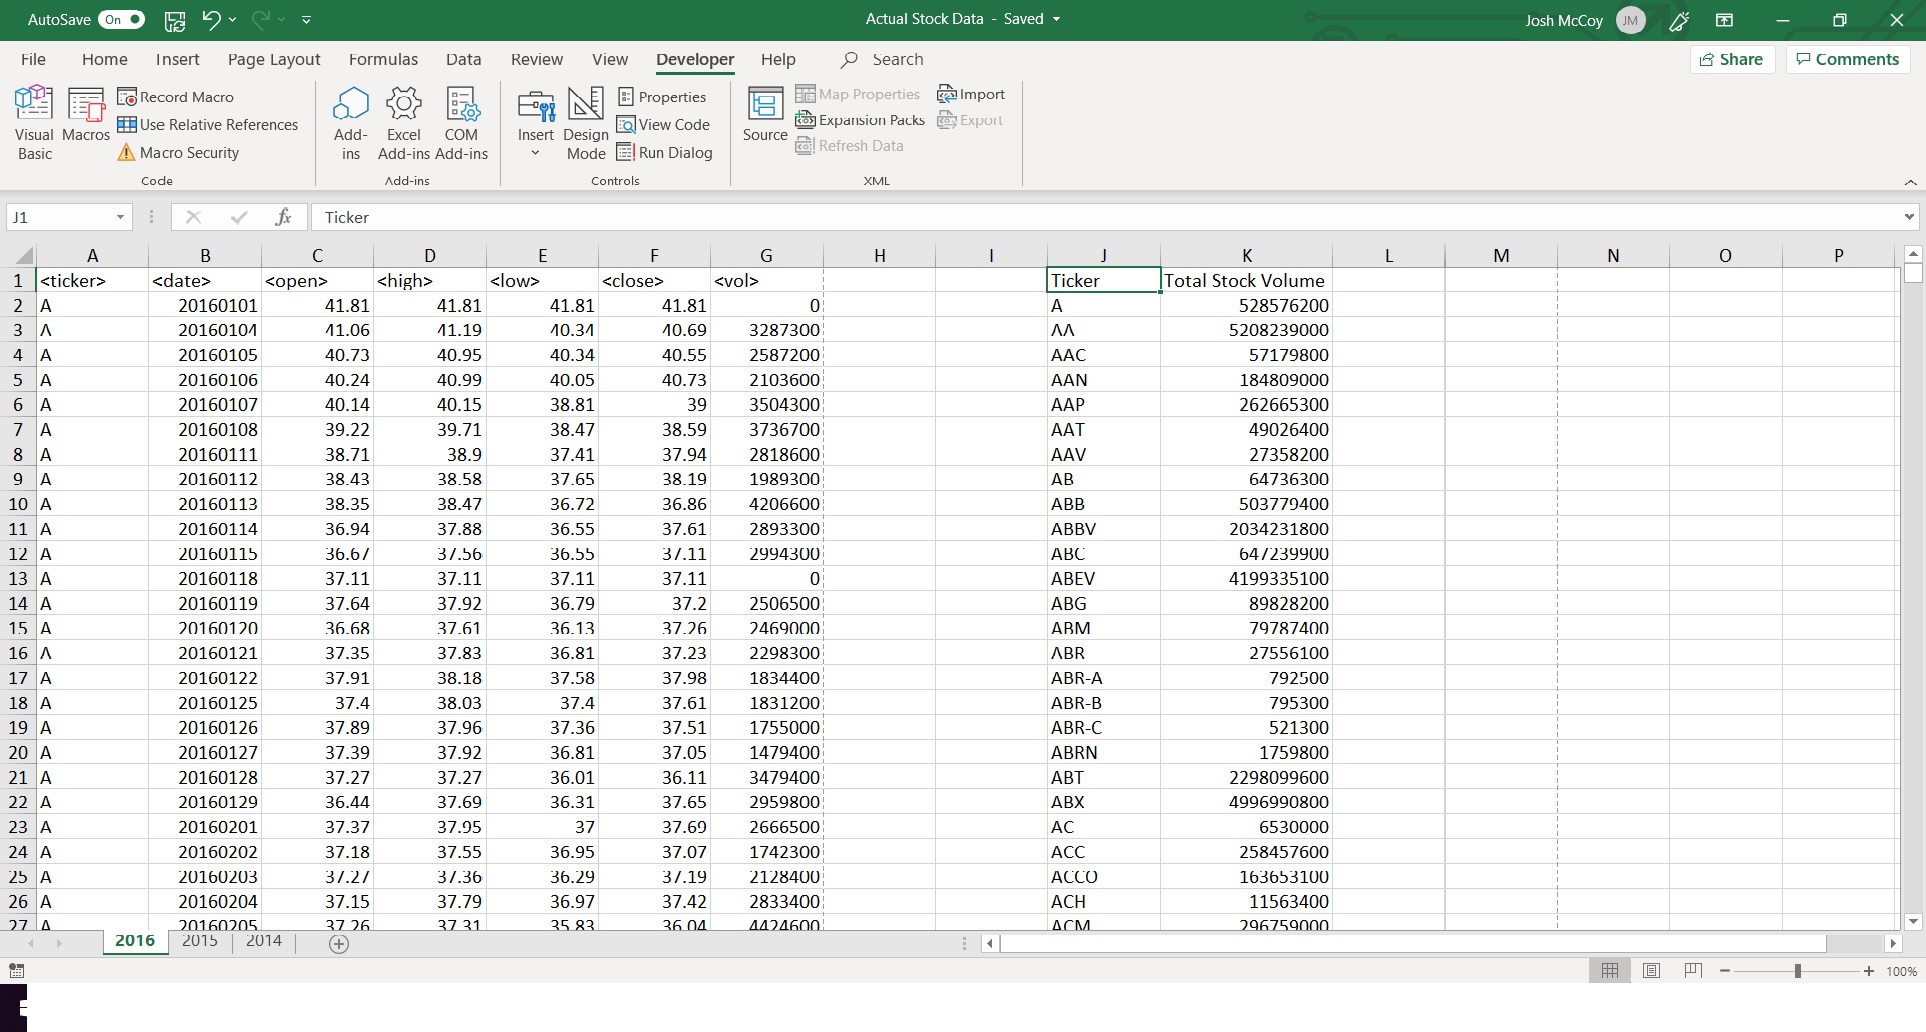 AutoSave On Actual Stock Data - Saved Josh McCoy JM
File Home Insert Page Layout Formulas Data Review View Developer Help Search Share Comments
Visual Basic Macros Record Macro Use Relative References Macro Security
Code
Add-ins Excel Add-ins COM Add-ins
Add-ins
Insert Design Mode Properties View Code Run Dialog
Controls
Source Map Properties Expansion Packs Refresh Data Import Export
XML
J1 fx Ticker
A B C D E F G H I J K L M N O P
1 <ticker> <date> <open> <high> <low> <close> <vol> Ticker Total Stock Volume
2 A 20160101 41.81 41.81 41.81 41.81 0 A 528576200
3 A 20160104 41.06 41.19 40.34 40.69 3287300 AA 5208239000
4 A 20160105 40.73 40.95 40.34 40.55 2587200 AAC 57179800
5 A 20160106 40.24 40.99 40.05 40.73 2103600 AAN 184809000
6 A 20160107 40.14 40.15 38.81 39 3504300 AAP 262665300
7 A 20160108 39.22 39.71 38.47 38.59 3736700 AAT 49026400
8 A 20160111 38.71 38.9 37.41 37.94 2818600 AAV 27358200
9 A 20160112 38.43 38.58 37.65 38.19 1989300 AB 64736300
10 A 20160113 38.35 38.47 36.72 36.86 4206600 ABB 503779400
11 A 20160114 36.94 37.88 36.55 37.61 2893300 ABBV 2034231800
12 A 20160115 36.67 37.56 36.55 37.11 2994300 ABC 647239900
13 A 20160118 37.11 37.11 37.11 37.11 0 ABEV 4199335100
14 A 20160119 37.64 37.92 36.79 37.2 2506500 ABG 89828200
15 A 20160120 36.68 37.61 36.13 37.26 2469000 ABM 79787400
16 A 20160121 37.35 37.83 36.81 37.23 2298300 ABR 27556100
17 A 20160122 37.91 38.18 37.58 37.98 1834400 ABR-A 792500
18 A 20160125 37.4 38.03 37.4 37.61 1831200 ABR-B 795300
19 A 20160126 37.89 37.96 37.36 37.51 1755000 ABR-C 521300
20 A 20160127 37.39 37.92 36.81 37.05 1479400 ABRN 1759800
21 A 20160128 37.27 37.27 36.01 36.11 3479400 ABT 2298099600
22 A 20160129 36.44 37.69 36.31 37.65 2959800 ABX 4996990800
23 A 20160201 37.37 37.95 37 37.69 2666500 AC 6530000
24 A 20160202 37.18 37.55 36.95 37.07 1742300 ACC 258457600
25 A 20160203 37.27 37.36 36.29 37.19 2128400 ACCO 163653100
26 A 20160204 37.15 37.79 36.97 37.42 2833400 ACH 11563400
27 A 20160205 37.26 37.31 35.83 36.04 4424600 ACM 296759000
2016 2015 2014
100%